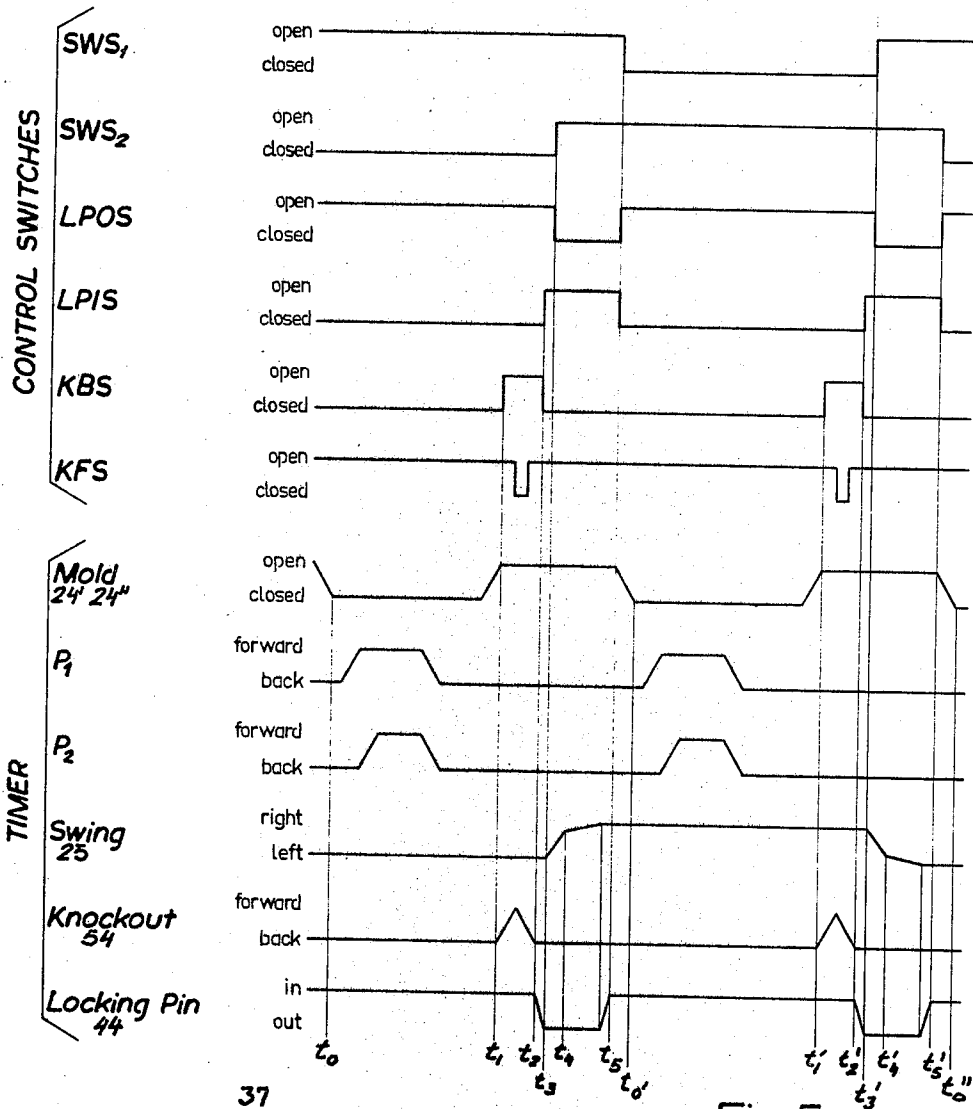 CONTROL SWITCHES
SWS₁
open
closed
SWS₂
open
closed
LPOS
open
closed
LPIS
open
closed
KBS
open
closed
KFS
open
closed
TIMER
Mold
24' 24"
open
closed
P₁
forward
back
P₂
forward
back
Swing
25
right
left
Knockout
54
forward
back
Locking Pin
44
in
out
t₀ t₁ t₂ t₃ t₄ t₅ t₀' t₁' t₂' t₃' t₄' t₅' t₀"
37